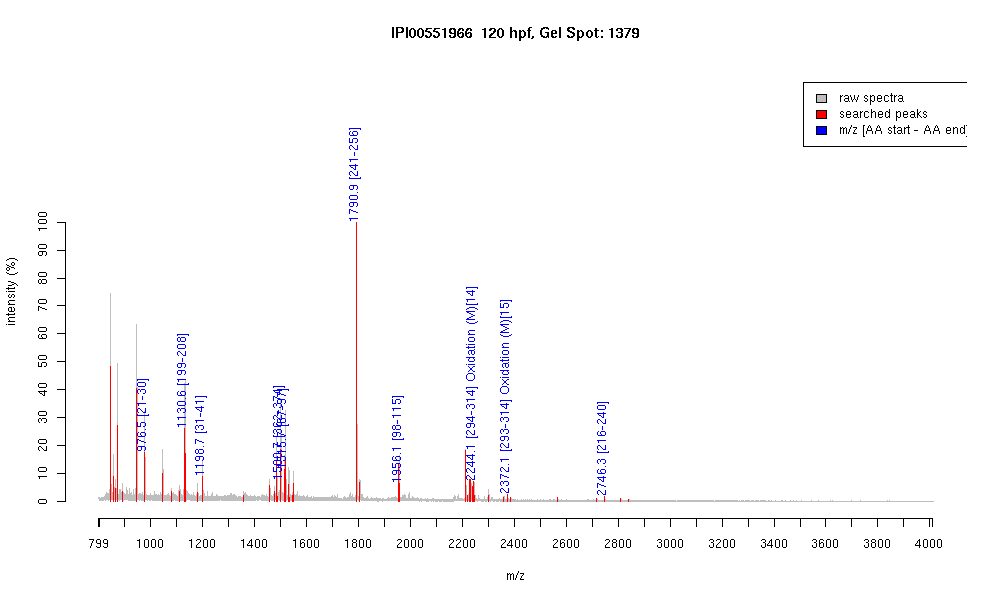 IPI00551966 120 hpf, Gel Spot: 1379
raw spectra
searched peaks
m/z [AA start - AA end]
intensity (%)
0
10
20
30
40
50
60
70
80
90
100
976.5 [21-30]
1130.6 [199-208]
1198.7 [31-41]
1790.9 [241-256]
1956.1 [98-115]
2244.1 [294-314] Oxidation (M)[14]
2372.1 [293-314] Oxidation (M)[15]
2746.3 [216-240]
799 1000 1200 1400 1600 1800 2000 2200 2400 2600 2800 3000 3200 3400 3600 3800 4000
m/z